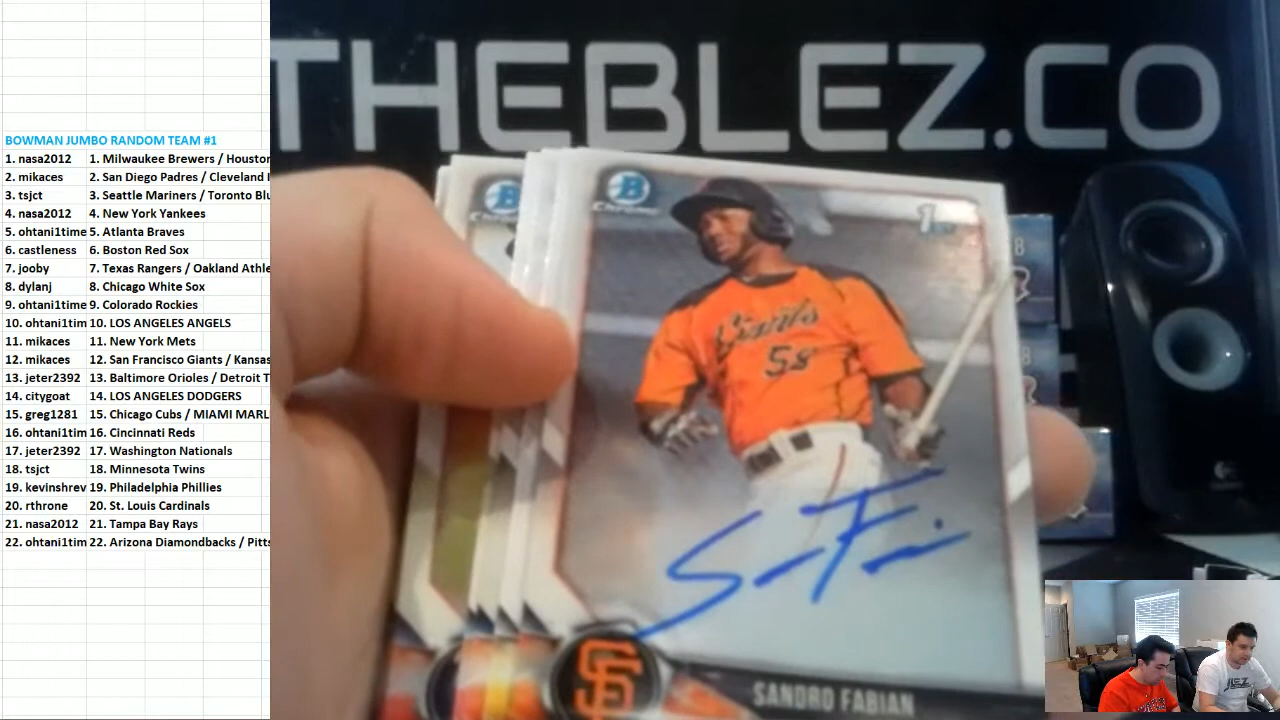 THEBLEZ.CO
BOWMAN JUMBO RANDOM TEAM #1
1. nasa2012 1. Milwaukee Brewers / Houston
2. mikaces 2. San Diego Padres / Cleveland I
3. tsjct 3. Seattle Mariners / Toronto Blu
4. nasa2012 4. New York Yankees
5. ohtani1time 5. Atlanta Braves
6. castleness 6. Boston Red Sox
7. jooby 7. Texas Rangers / Oakland Athle
8. dylanj 8. Chicago White Sox
9. ohtani1time 9. Colorado Rockies
10. ohtani1tim 10. LOS ANGELES ANGELS
11. mikaces 11. New York Mets
12. mikaces 12. San Francisco Giants / Kansas
13. jeter2392 13. Baltimore Orioles / Detroit T
14. citygoat 14. LOS ANGELES DODGERS
15. greg1281 15. Chicago Cubs / MIAMI MARL
16. ohtani1tim 16. Cincinnati Reds
17. jeter2392 17. Washington Nationals
18. tsjct 18. Minnesota Twins
19. kevinshrev 19. Philadelphia Phillies
20. rthrone 20. St. Louis Cardinals
21. nasa2012 21. Tampa Bay Rays
22. ohtani1tim 22. Arizona Diamondbacks / Pitts
B
CHROME
1st
Giants
58
SF
SANDRO FABIAN